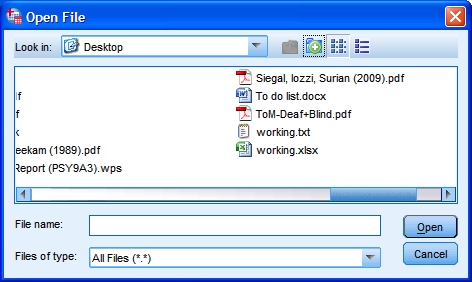 Open File
Look in: Desktop
Siegal, Iozzi, Surian (2009).pdf
To do list.docx
ToM-Deaf+Blind.pdf
working.txt
eekam (1989).pdf
working.xlsx
Report (PSY9A3).wps
File name:
Open
Files of type: All Files (*.*)
Cancel